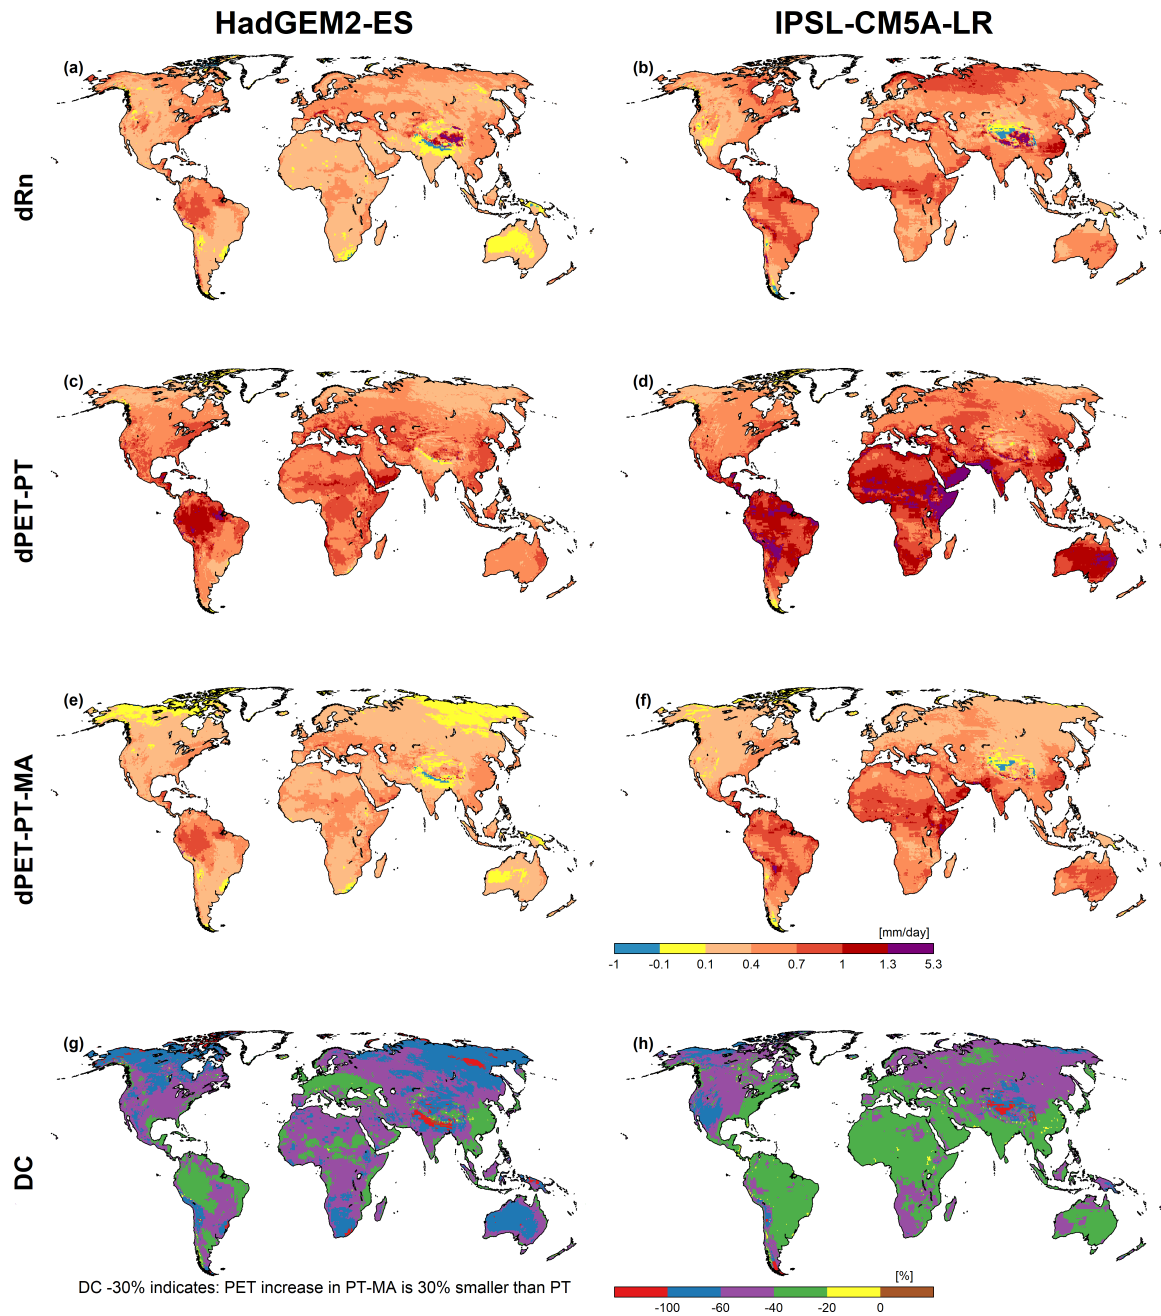 HadGEM2-ES
IPSL-CM5A-LR
(a)
(b)
dRn
(c)
(d)
dPET-PT
(e)
(f)
dPET-PT-MA
[mm/day]
-1 -0.1 0.1 0.4 0.7 1 1.3 5.3
(g)
(h)
DC
DC -30% indicates: PET increase in PT-MA is 30% smaller than PT
[%]
-100 -80 -60 -40 -20 0